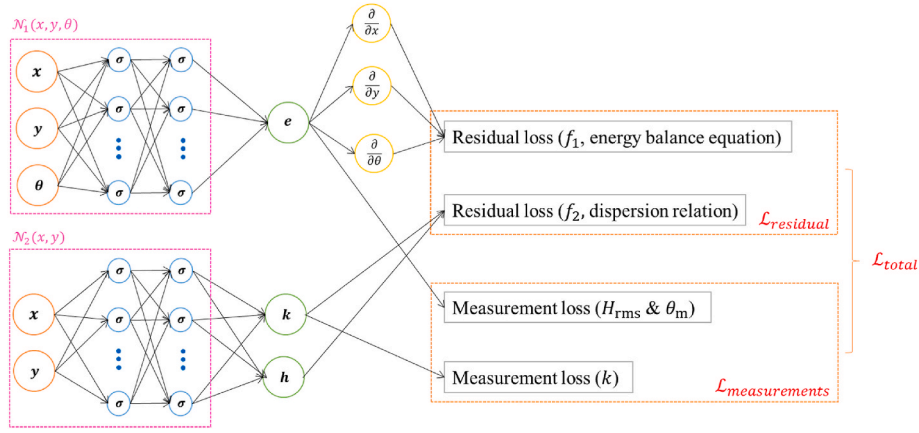 𝒩₁(x, y, θ)
x
y
θ
σ σ
σ σ
σ σ
e
∂/∂x
∂/∂y
∂/∂θ
Residual loss (f₁, energy balance equation)
Residual loss (f₂, dispersion relation)
ℒ_residual
ℒ_total
𝒩₂(x, y)
x
y
σ σ
σ σ
σ σ
k
h
Measurement loss (H_rms & θ_m)
Measurement loss (k)
ℒ_measurements